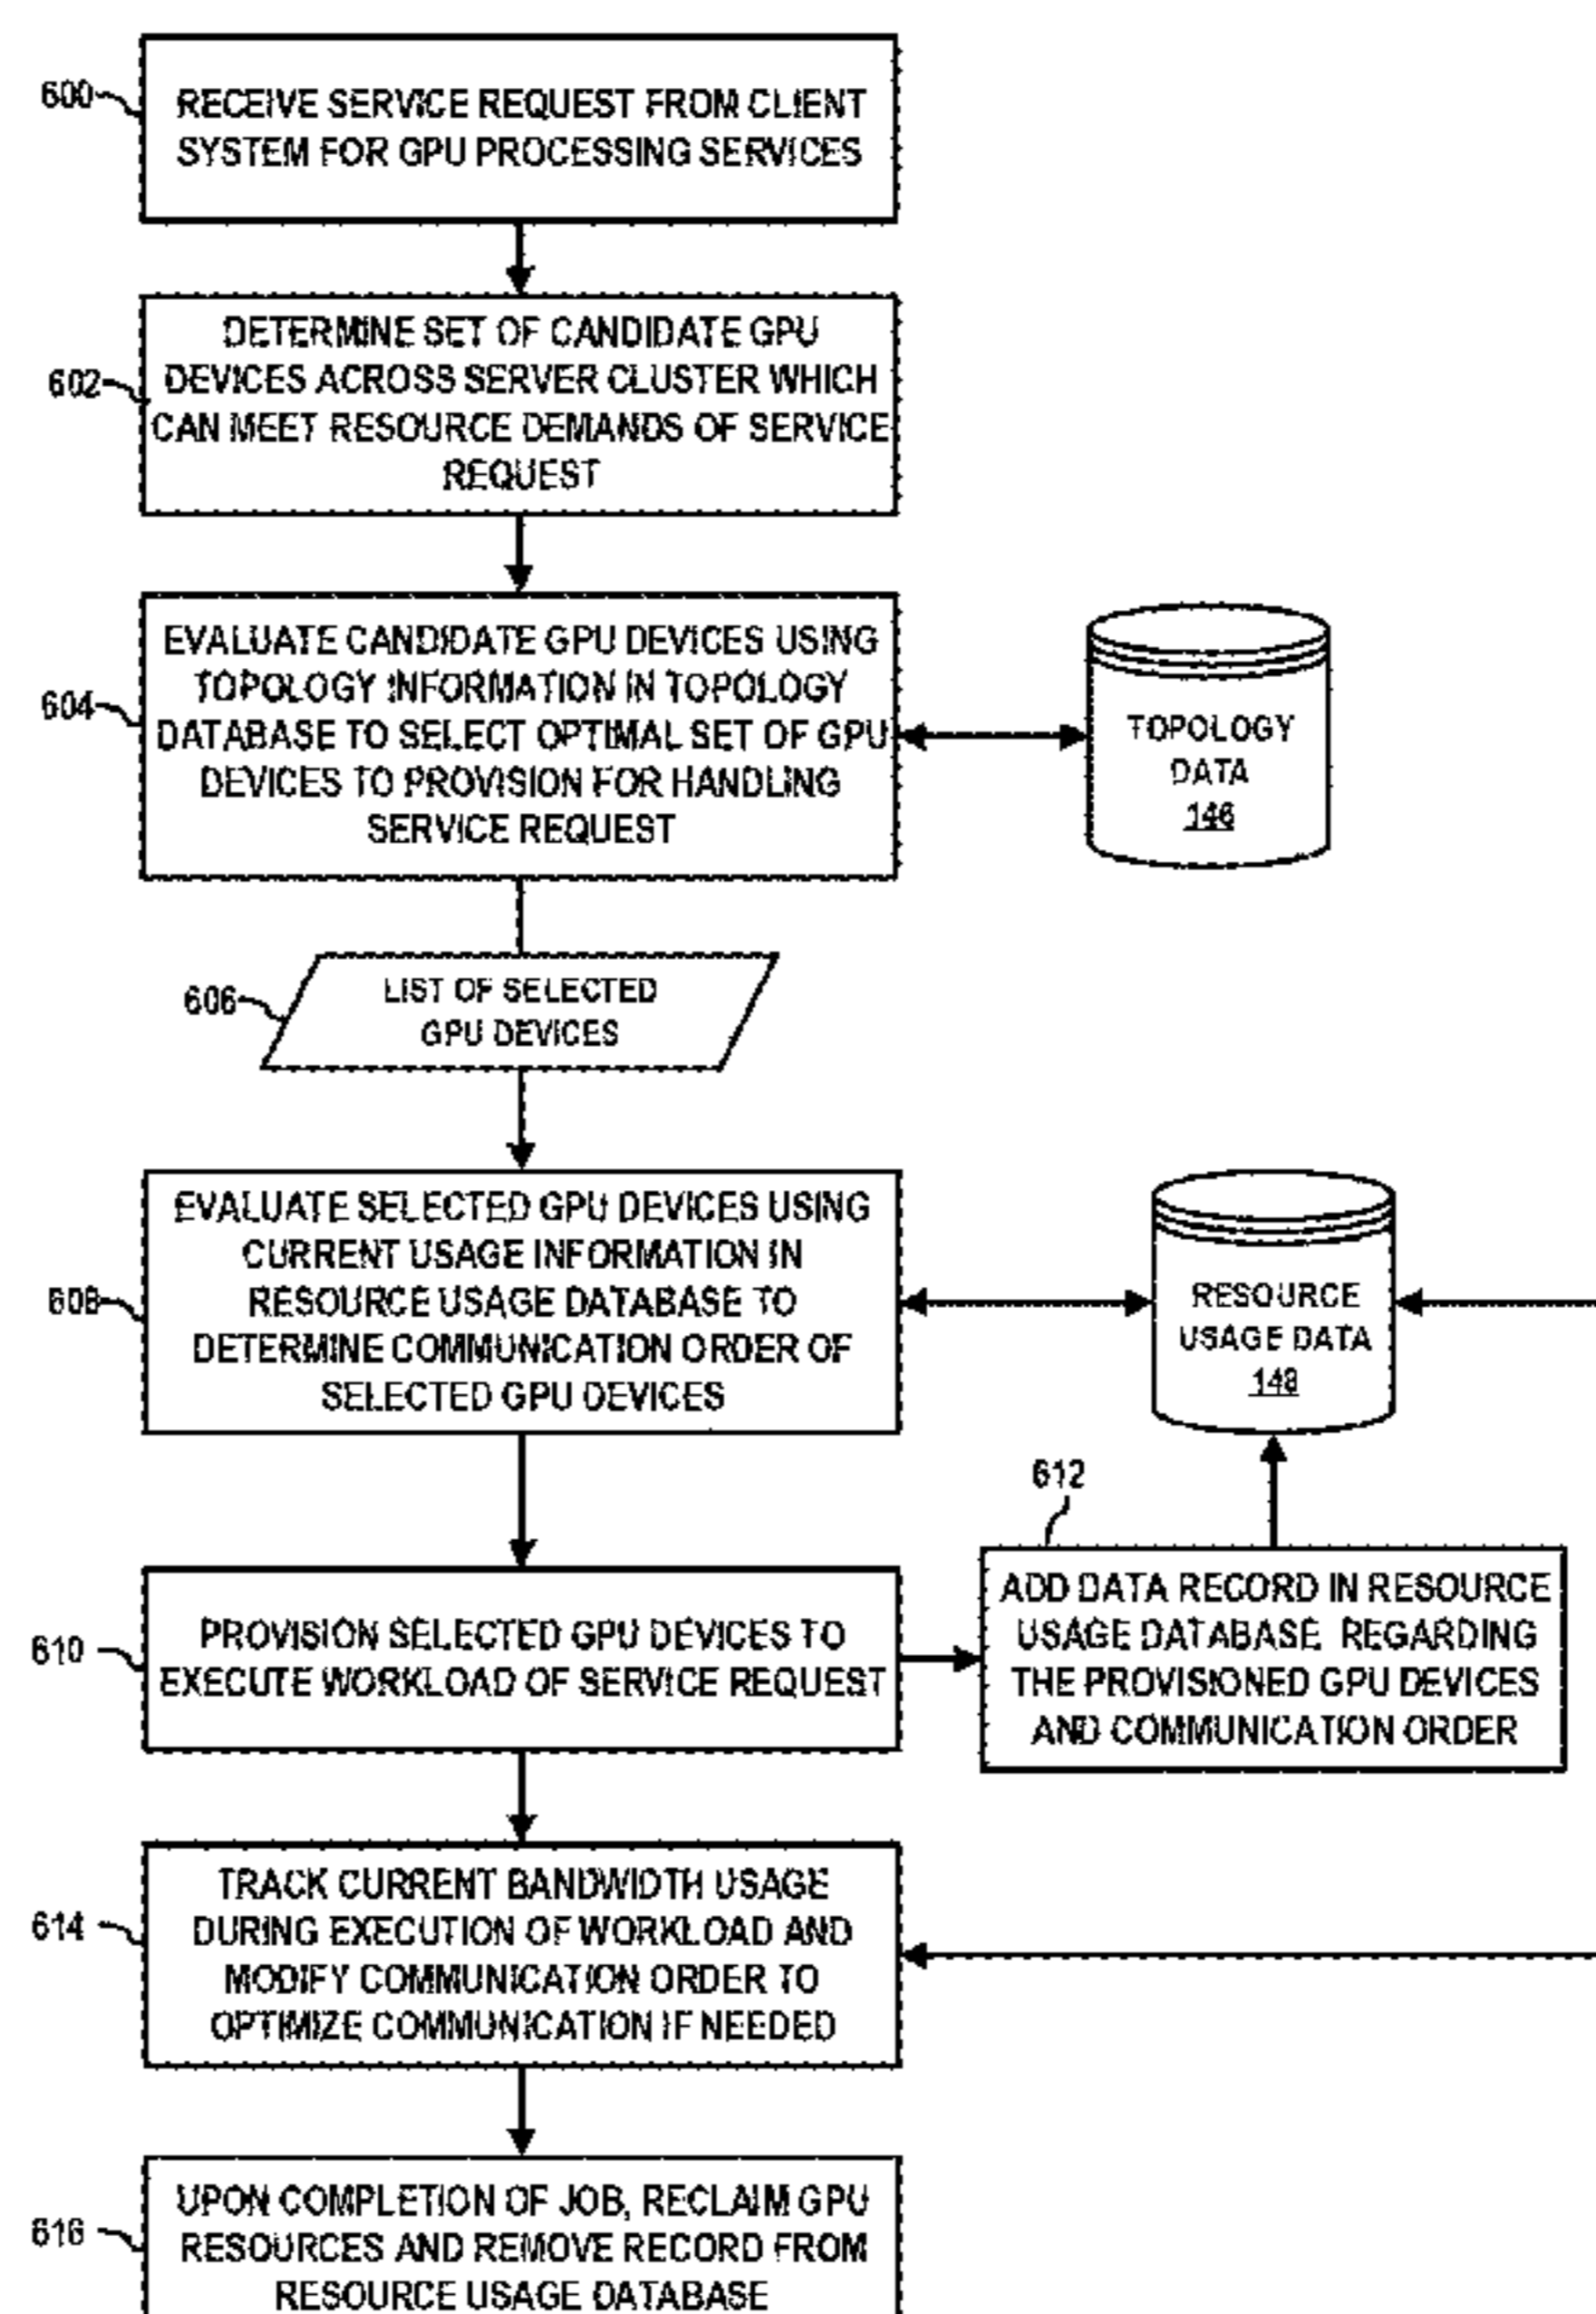 600
RECEIVE SERVICE REQUEST FROM CLIENT
SYSTEM FOR GPU PROCESSING SERVICES
602
DETERMINE SET OF CANDIDATE GPU
DEVICES ACROSS SERVER CLUSTER WHICH
CAN MEET RESOURCE DEMANDS OF SERVICE
REQUEST
604
EVALUATE CANDIDATE GPU DEVICES USING
TOPOLOGY INFORMATION IN TOPOLOGY
DATABASE TO SELECT OPTIMAL SET OF GPU
DEVICES TO PROVISION FOR HANDLING
SERVICE REQUEST
TOPOLOGY
DATA
146
606
LIST OF SELECTED
GPU DEVICES
608
EVALUATE SELECTED GPU DEVICES USING
CURRENT USAGE INFORMATION IN
RESOURCE USAGE DATABASE TO
DETERMINE COMMUNICATION ORDER OF
SELECTED GPU DEVICES
RESOURCE
USAGE DATA
148
610
PROVISION SELECTED GPU DEVICES TO
EXECUTE WORKLOAD OF SERVICE REQUEST
612
ADD DATA RECORD IN RESOURCE
USAGE DATABASE REGARDING
THE PROVISIONED GPU DEVICES
AND COMMUNICATION ORDER
614
TRACK CURRENT BANDWIDTH USAGE
DURING EXECUTION OF WORKLOAD AND
MODIFY COMMUNICATION ORDER TO
OPTIMIZE COMMUNICATION IF NEEDED
616
UPON COMPLETION OF JOB, RECLAIM GPU
RESOURCES AND REMOVE RECORD FROM
RESOURCE USAGE DATABASE